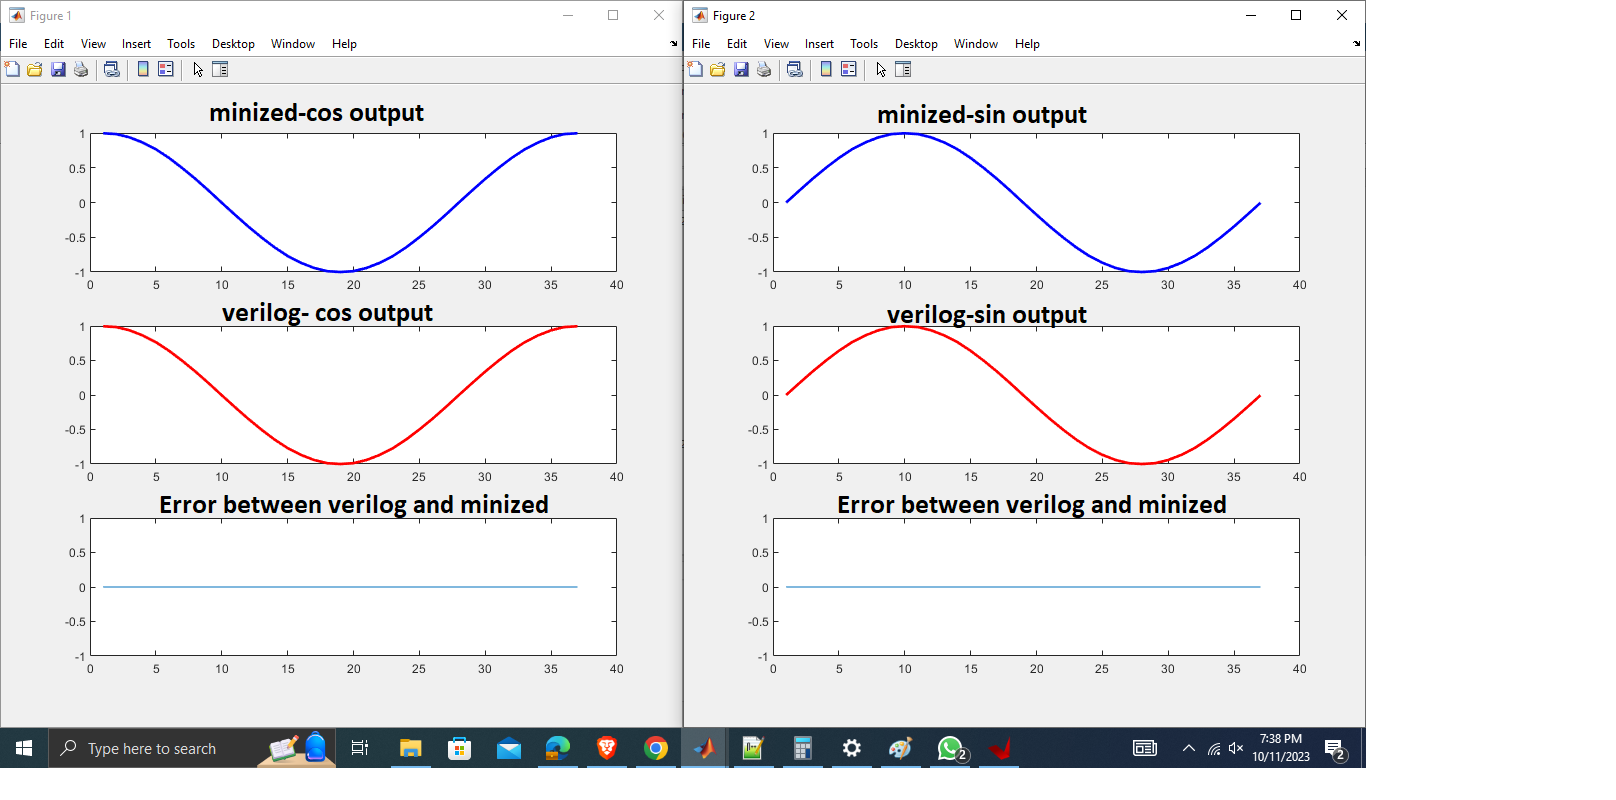 Figure 1
File Edit View Insert Tools Desktop Window Help
minized-cos output
1
0.5
0
-0.5
-1
0 5 10 15 20 25 30 35 40
verilog- cos output
1
0.5
0
-0.5
-1
0 5 10 15 20 25 30 35 40
Error between verilog and minized
1
0.5
0
-0.5
-1
0 5 10 15 20 25 30 35 40
Figure 2
File Edit View Insert Tools Desktop Window Help
minized-sin output
1
0.5
0
-0.5
-1
0 5 10 15 20 25 30 35 40
verilog-sin output
1
0.5
0
-0.5
-1
0 5 10 15 20 25 30 35 40
Error between verilog and minized
1
0.5
0
-0.5
-1
0 5 10 15 20 25 30 35 40
Type here to search
2
7:38 PM
10/11/2023
2